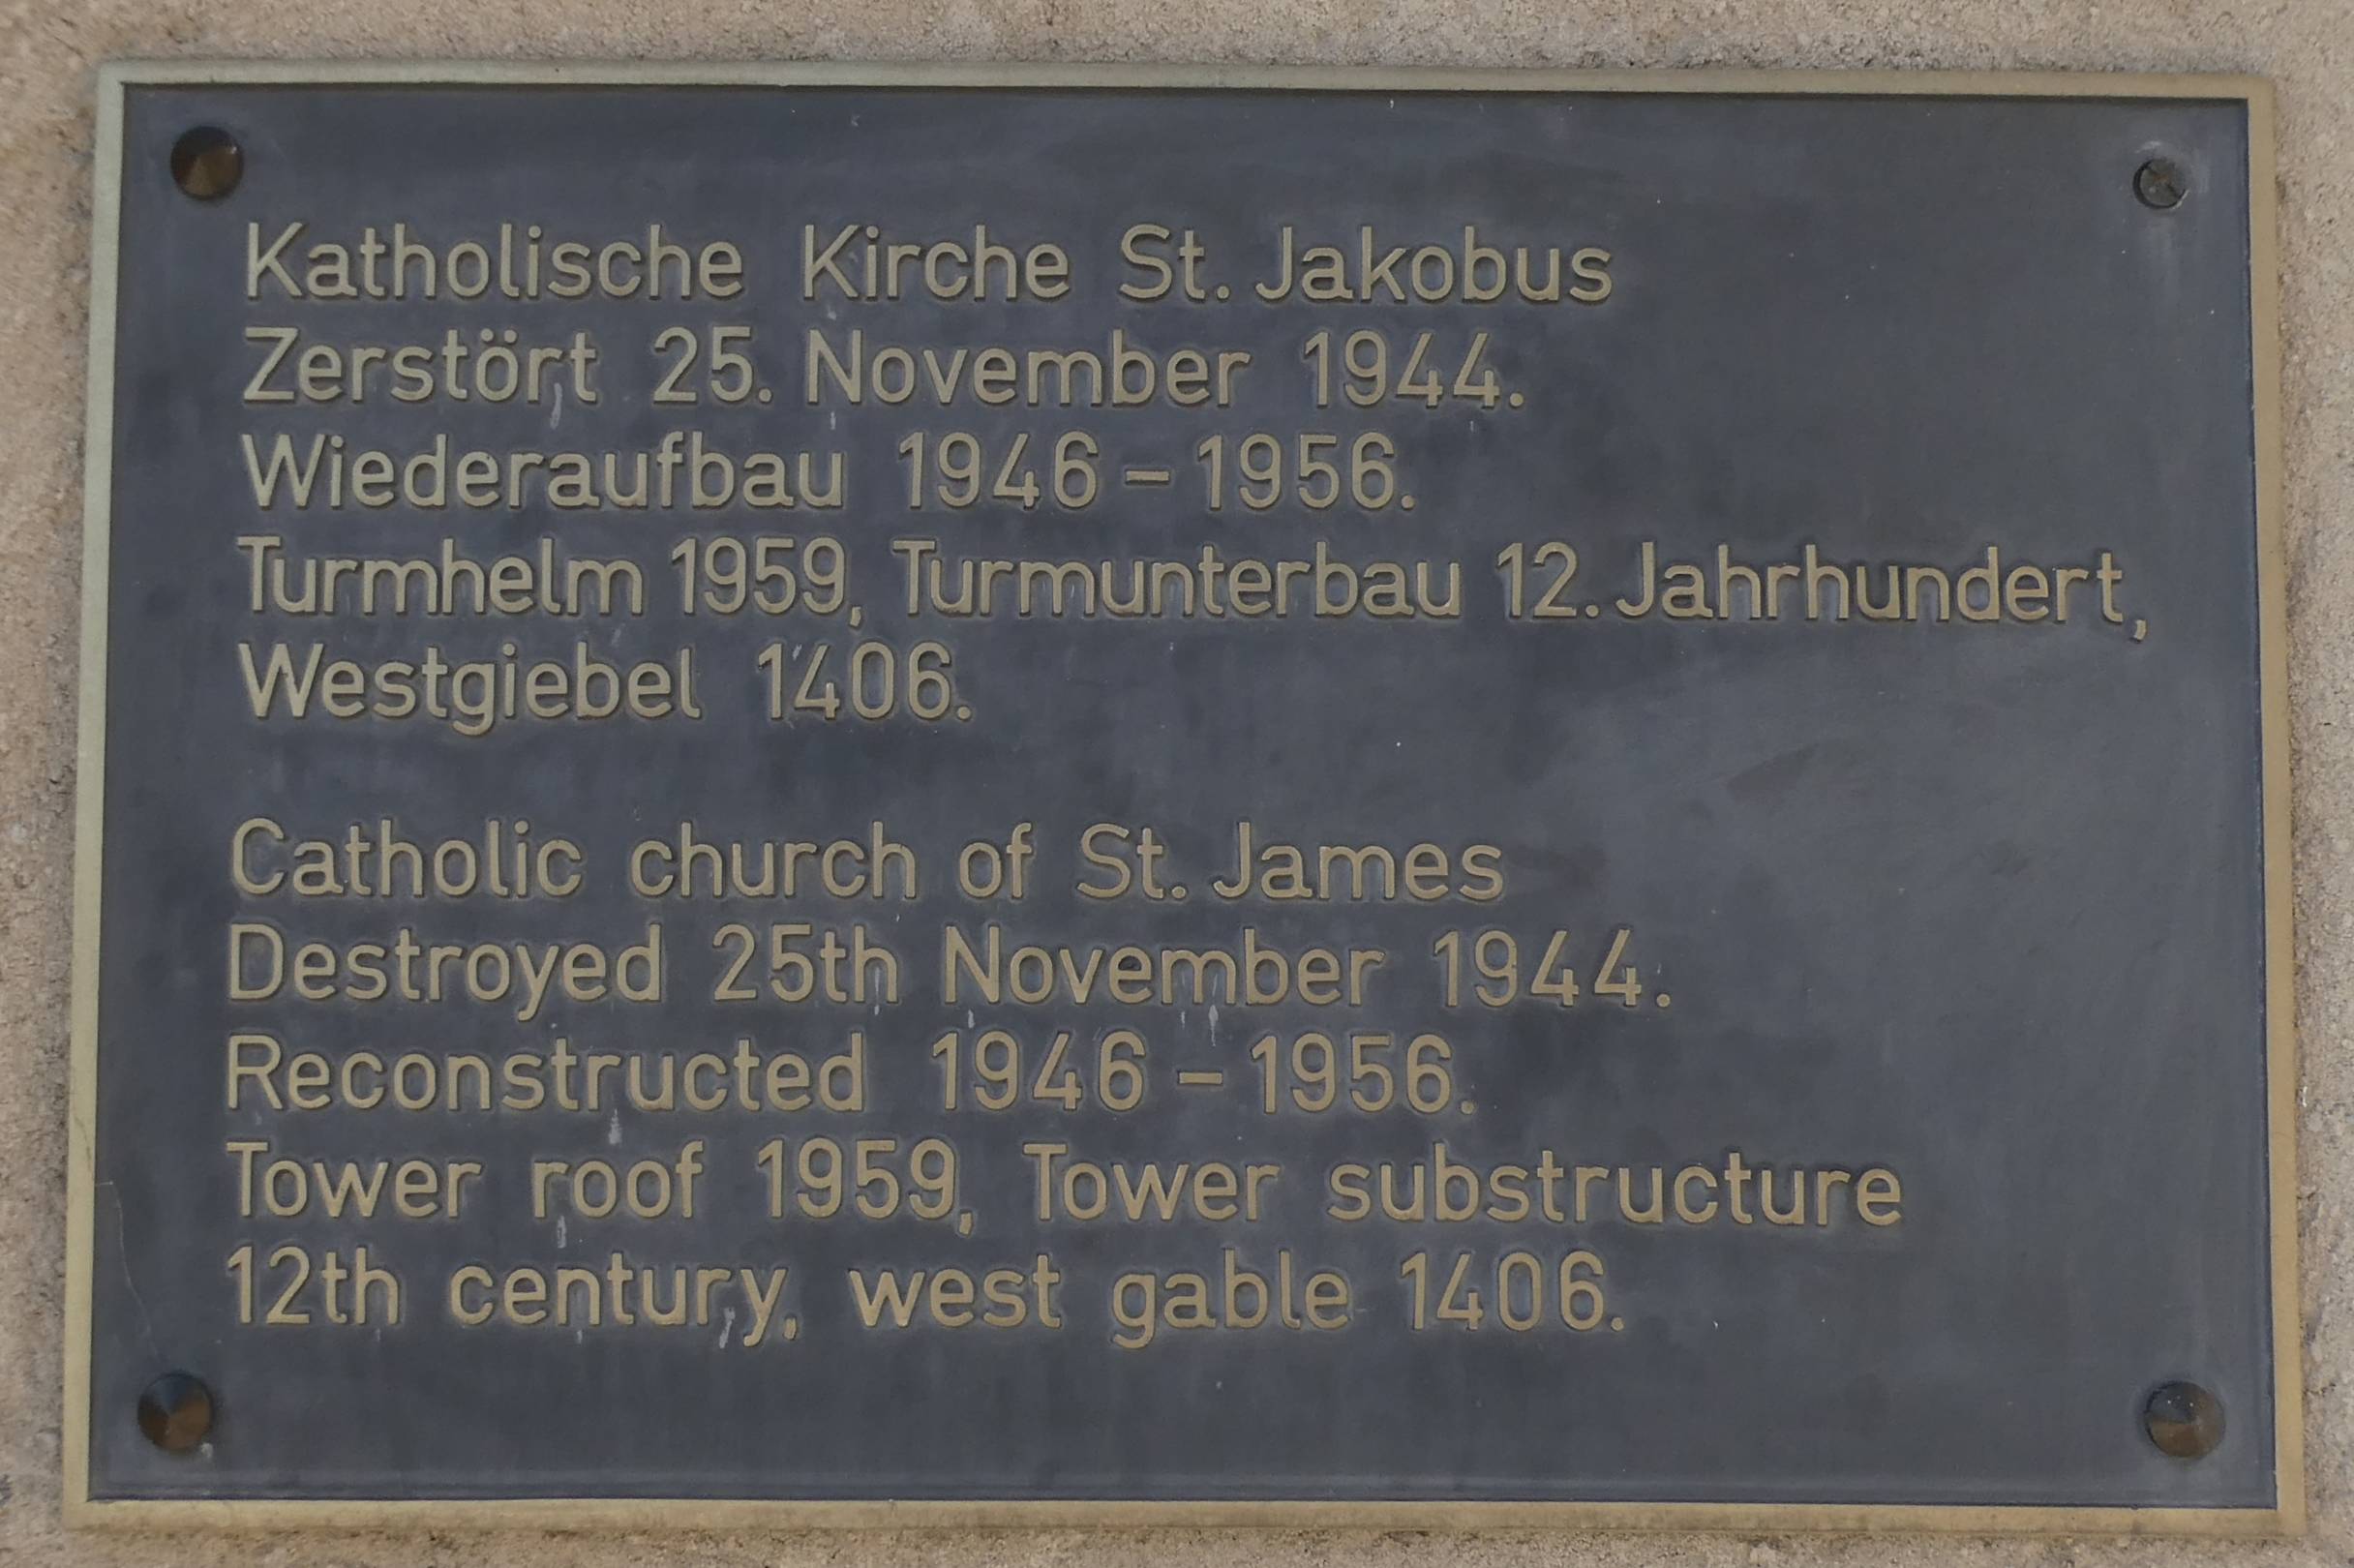 Katholische Kirche St. Jakobus
Zerstört 25. November 1944.
Wiederaufbau 1946 – 1956.
Turmhelm 1959, Turmunterbau 12. Jahrhundert,
Westgiebel 1406.
Catholic church of St. James
Destroyed 25th November 1944.
Reconstructed 1946 – 1956.
Tower roof 1959, Tower substructure
12th century, west gable 1406.